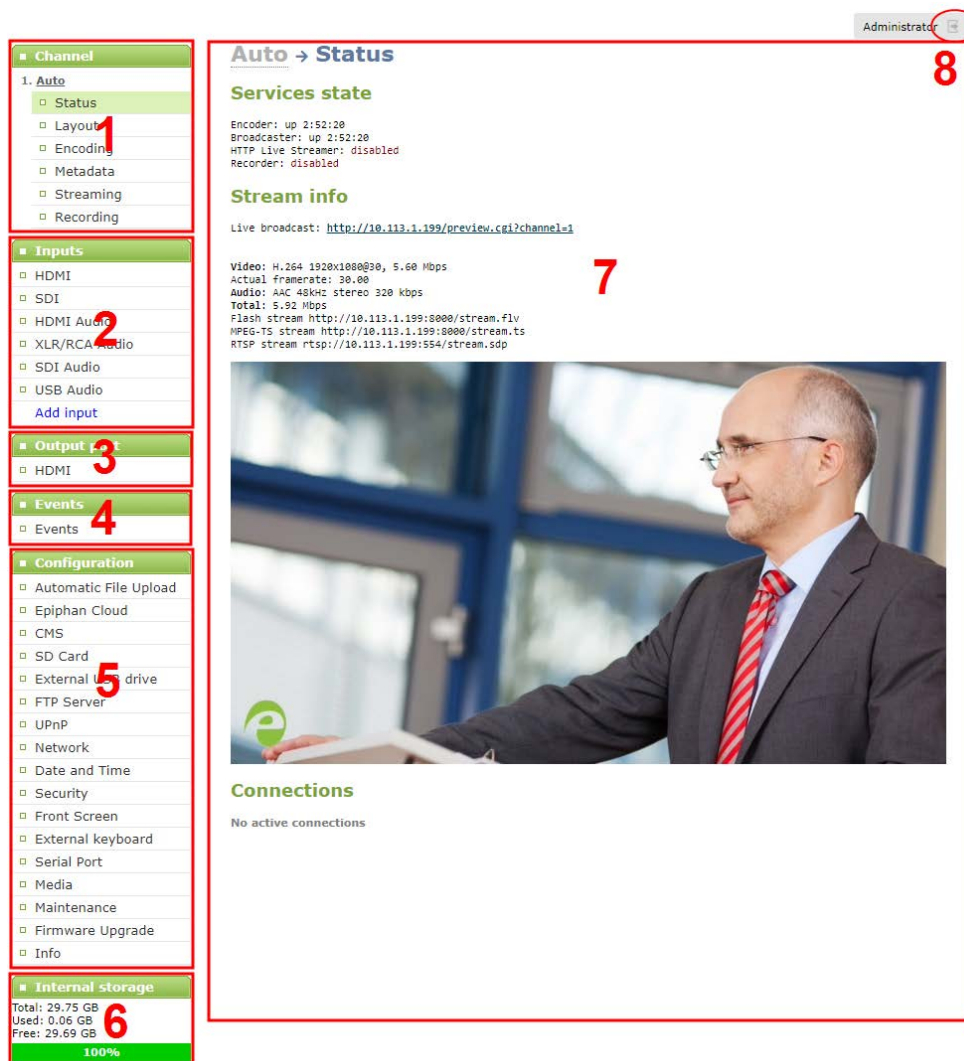 Administrator
8
Channel
1. Auto
Status
Layout
Encoding
Metadata
Streaming
Recording
1
Inputs
HDMI
SDI
HDMI Audio
XLR/RCA Audio
SDI Audio
USB Audio
Add input
2
Output port
HDMI
3
Events
Events
4
Configuration
Automatic File Upload
Epiphan Cloud
CMS
SD Card
External USB drive
FTP Server
UPnP
Network
Date and Time
Security
Front Screen
External keyboard
Serial Port
Media
Maintenance
Firmware Upgrade
Info
5
Internal storage
Total: 29.75 GB
Used: 0.06 GB
Free: 29.69 GB
100%
6
Auto → Status
Services state
Encoder: up 2:52:20
Broadcaster: up 2:52:20
HTTP Live Streamer: disabled
Recorder: disabled
Stream info
Live broadcast: http://10.113.1.199/preview.cgi?channel=1
Video: H.264 1920x1080@30, 5.60 Mbps
Actual framerate: 30.00
Audio: AAC 48kHz stereo 320 kbps
Total: 5.92 Mbps
Flash stream http://10.113.1.199:8000/stream.flv
MPEG-TS stream http://10.113.1.199:8000/stream.ts
RTSP stream rtsp://10.113.1.199:554/stream.sdp
7
Connections
No active connections